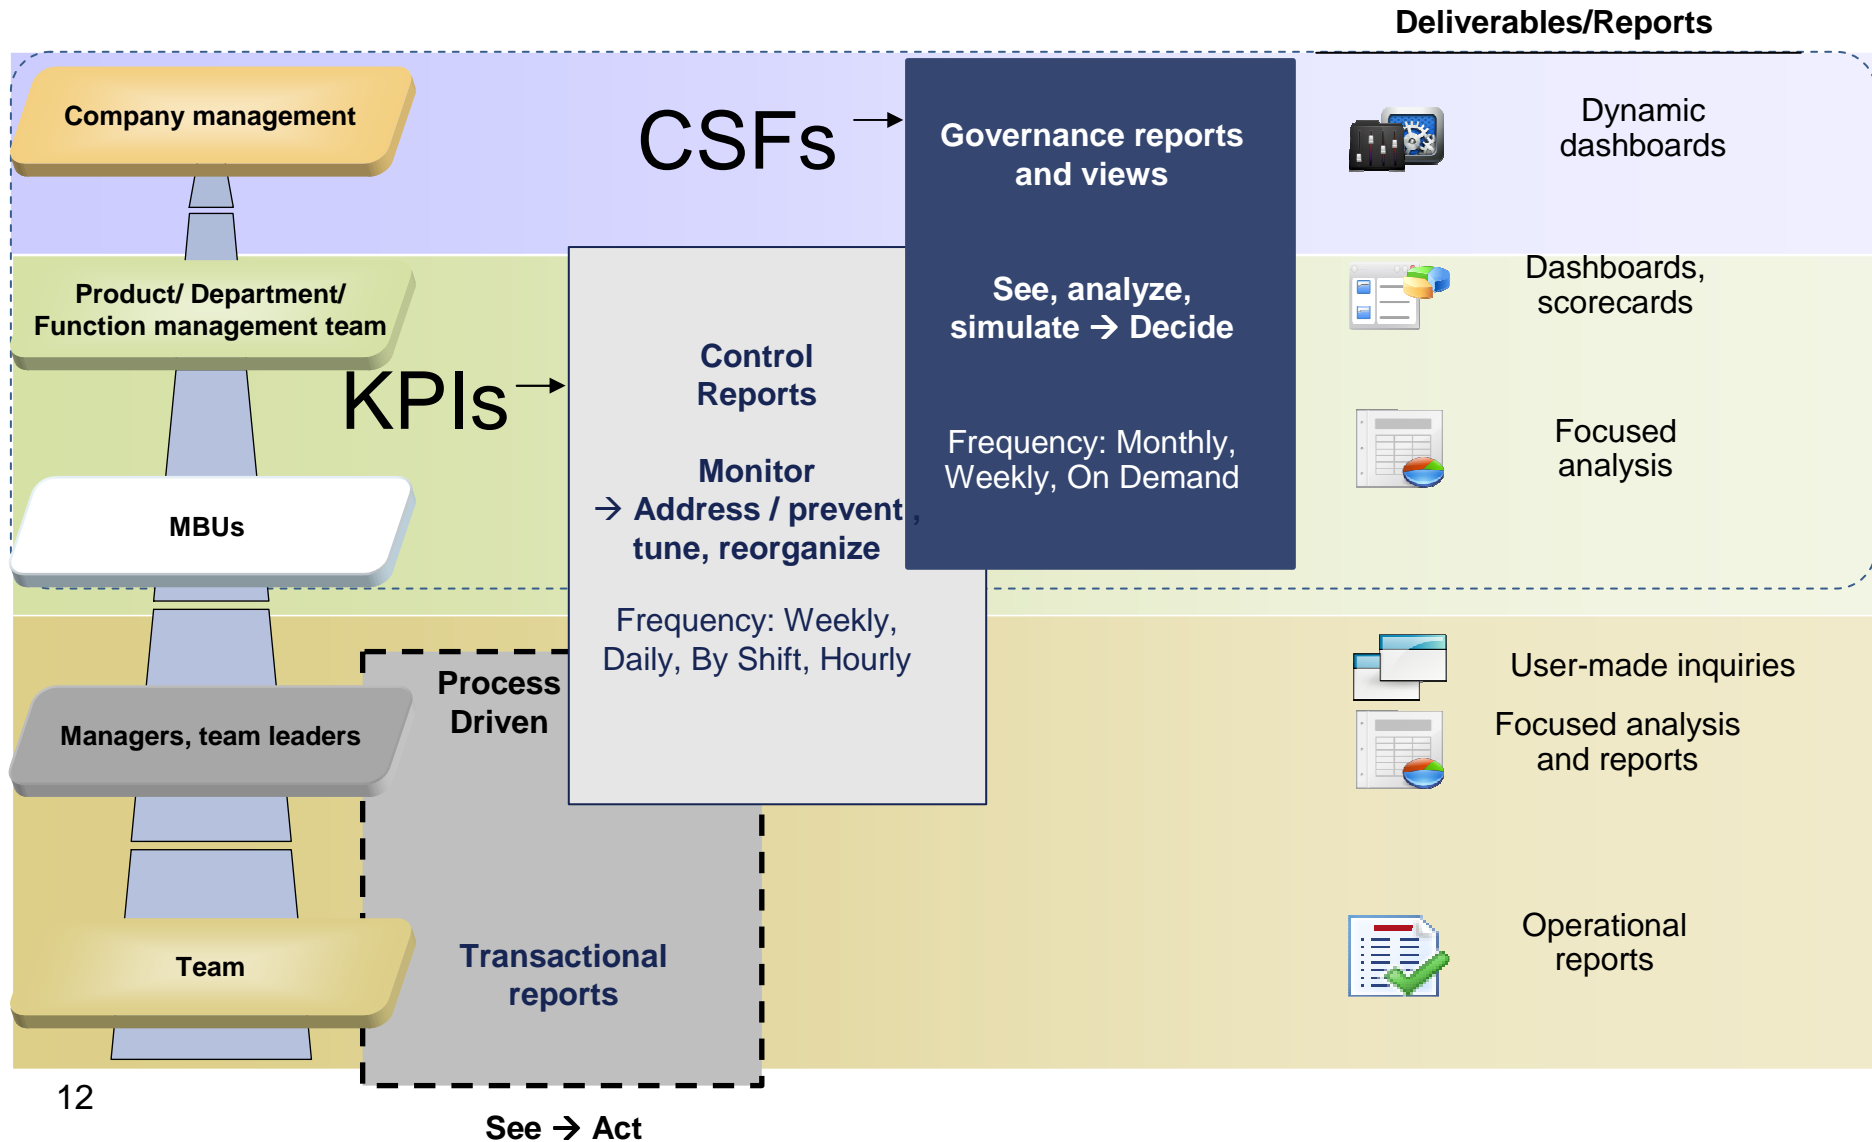 Deliverables/Reports
Company management
CSFs →
Governance reports
and views
Dynamic
dashboards
Product/ Department/
Function management team
See, analyze,
simulate → Decide
Dashboards,
scorecards
KPIs →
Control
Reports
Frequency: Monthly,
Weekly, On Demand
Focused
analysis
MBUs
Monitor
→ Address / prevent ,
tune, reorganize
Frequency: Weekly,
Daily, By Shift, Hourly
User-made inquiries
Managers, team leaders
Process
Driven
Focused analysis
and reports
Team
Transactional
reports
Operational
reports
12
See → Act